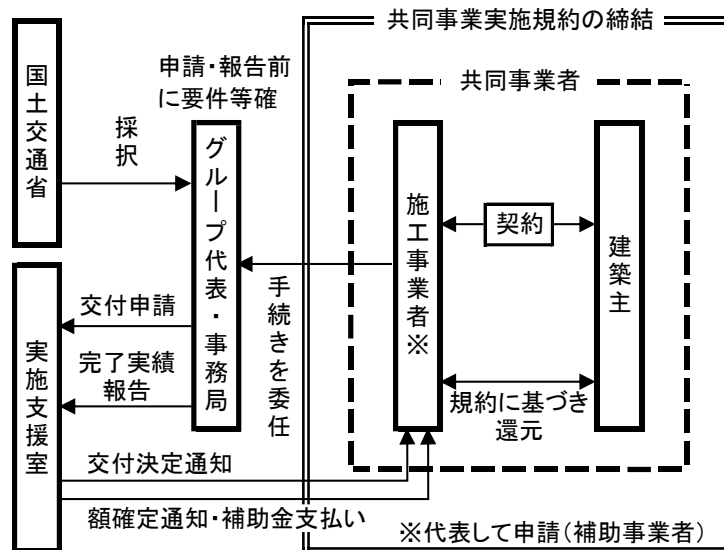 共同事業実施規約の締結
国土交通省
採択
申請・報告前
に要件等確
グループ代表・事務局
共同事業者
施工事業者※
契約
建築主
手続きを委任
交付申請
完了実績
報告
実施支援室
規約に基づき
還元
交付決定通知
額確定通知・補助金支払い
※代表して申請(補助事業者)